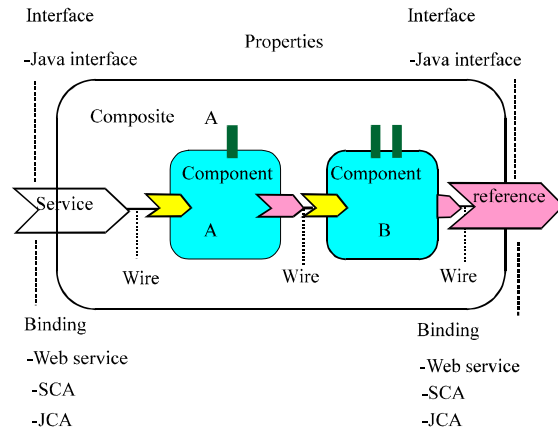 Interface
-Java interface
Properties
Interface
-Java interface
Composite A
Service
Component
A
Component
B
reference
Wire
Wire
Wire
Binding
-Web service
-SCA
-JCA
Binding
-Web service
-SCA
-JCA